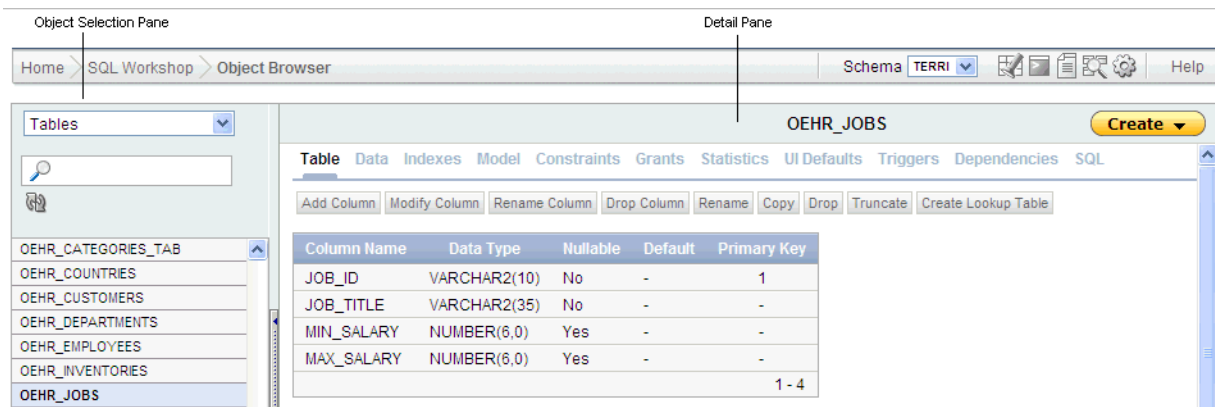 Object Selection Pane
Detail Pane
Home SQL Workshop Object Browser
Schema TERRI Help
Tables
OEHR_JOBS
Create
Table Data Indexes Model Constraints Grants Statistics UI Defaults Triggers Dependencies SQL
Add Column Modify Column Rename Column Drop Column Rename Copy Drop Truncate Create Lookup Table
OEHR_CATEGORIES_TAB
OEHR_COUNTRIES
OEHR_CUSTOMERS
OEHR_DEPARTMENTS
OEHR_EMPLOYEES
OEHR_INVENTORIES
OEHR_JOBS
Column Name Data Type Nullable Default Primary Key
JOB_ID VARCHAR2(10) No - 1
JOB_TITLE VARCHAR2(35) No - -
MIN_SALARY NUMBER(6,0) Yes - -
MAX_SALARY NUMBER(6,0) Yes - -
1 - 4